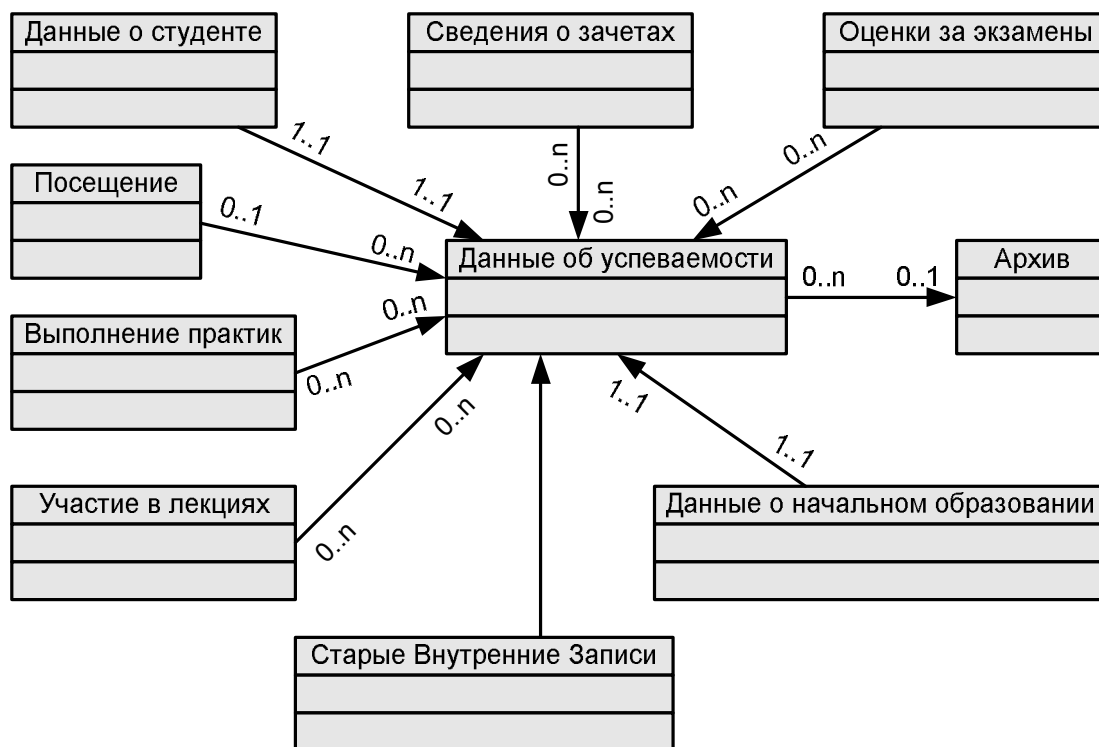 Данные о студенте
Сведения о зачетах
Оценки за экзамены
1..1
0..n
0..n
Посещение
0..1
1..1
0..n
0..n
0..n
Данные об успеваемости
0..n
0..1
Архив
0..n
Выполнение практик
0..n
0..n
1..1
1..1
Участие в лекциях
0..n
Данные о начальном образовании
Старые Внутренние Записи